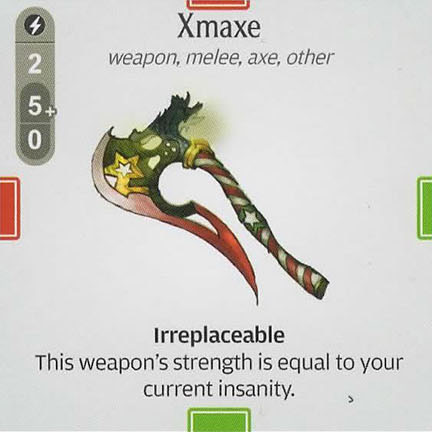 Xmaxe
weapon, melee, axe, other
2
5+
0
Irreplaceable
This weapon's strength is equal to your
current insanity.